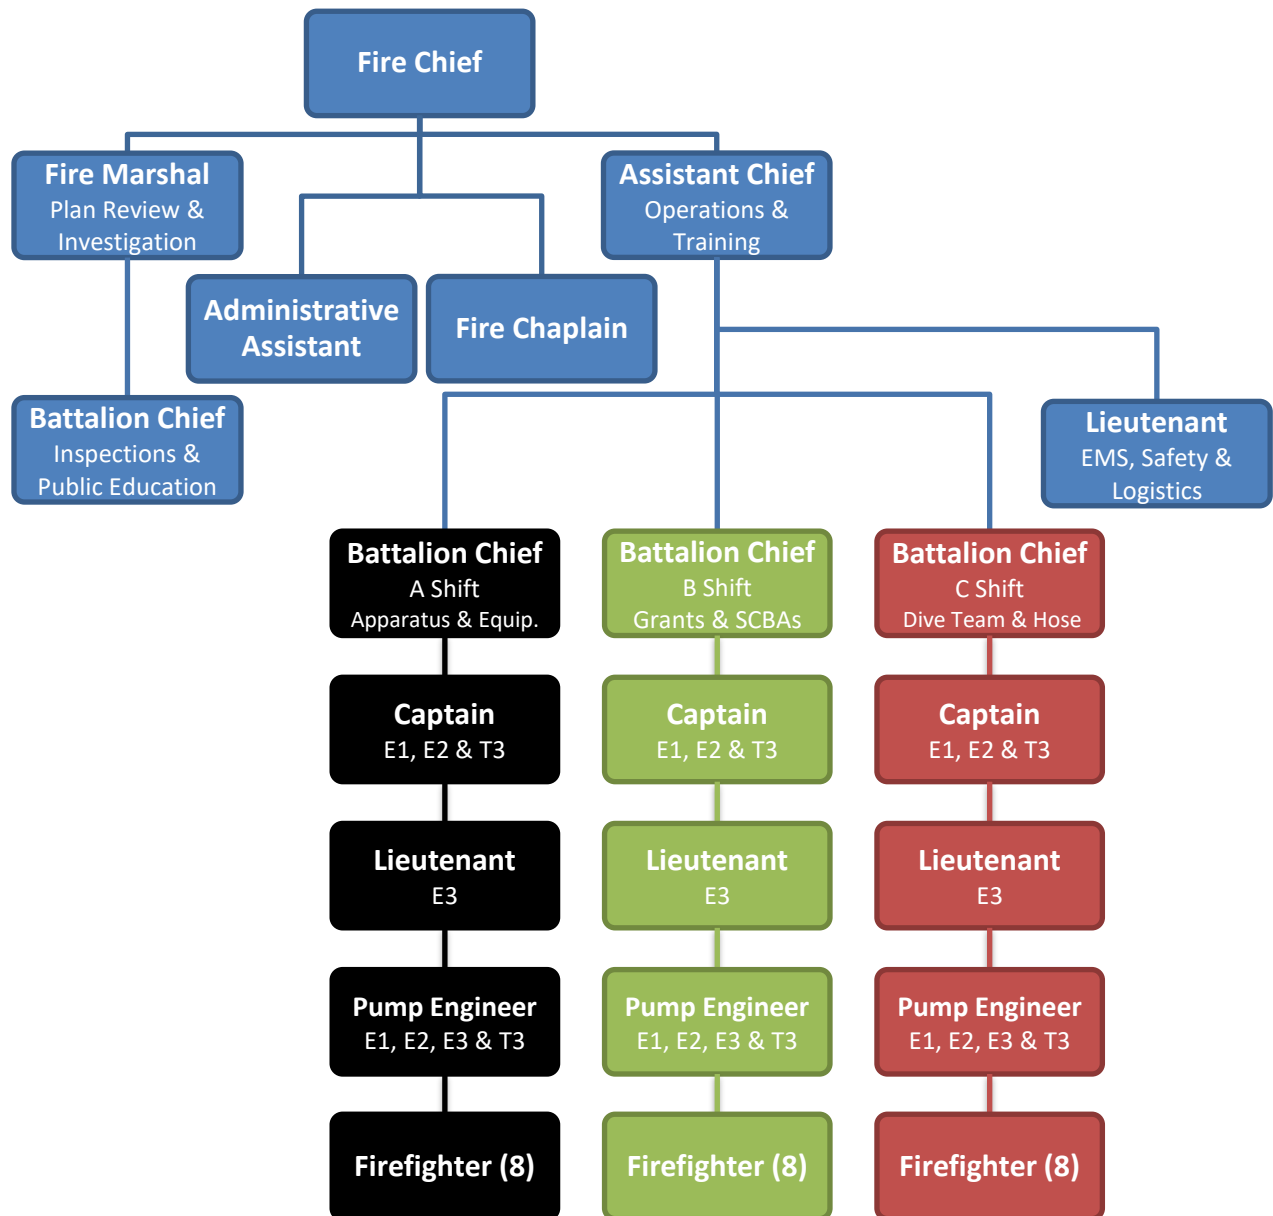 Fire Chief
Fire Marshal
Plan Review &
Investigation
Assistant Chief
Operations &
Training
Administrative
Assistant
Fire Chaplain
Battalion Chief
Inspections &
Public Education
Lieutenant
EMS, Safety &
Logistics
Battalion Chief
A Shift
Apparatus & Equip.
Battalion Chief
B Shift
Grants & SCBAs
Battalion Chief
C Shift
Dive Team & Hose
Captain
E1, E2 & T3
Captain
E1, E2 & T3
Captain
E1, E2 & T3
Lieutenant
E3
Lieutenant
E3
Lieutenant
E3
Pump Engineer
E1, E2, E3 & T3
Pump Engineer
E1, E2, E3 & T3
Pump Engineer
E1, E2, E3 & T3
Firefighter (8)
Firefighter (8)
Firefighter (8)